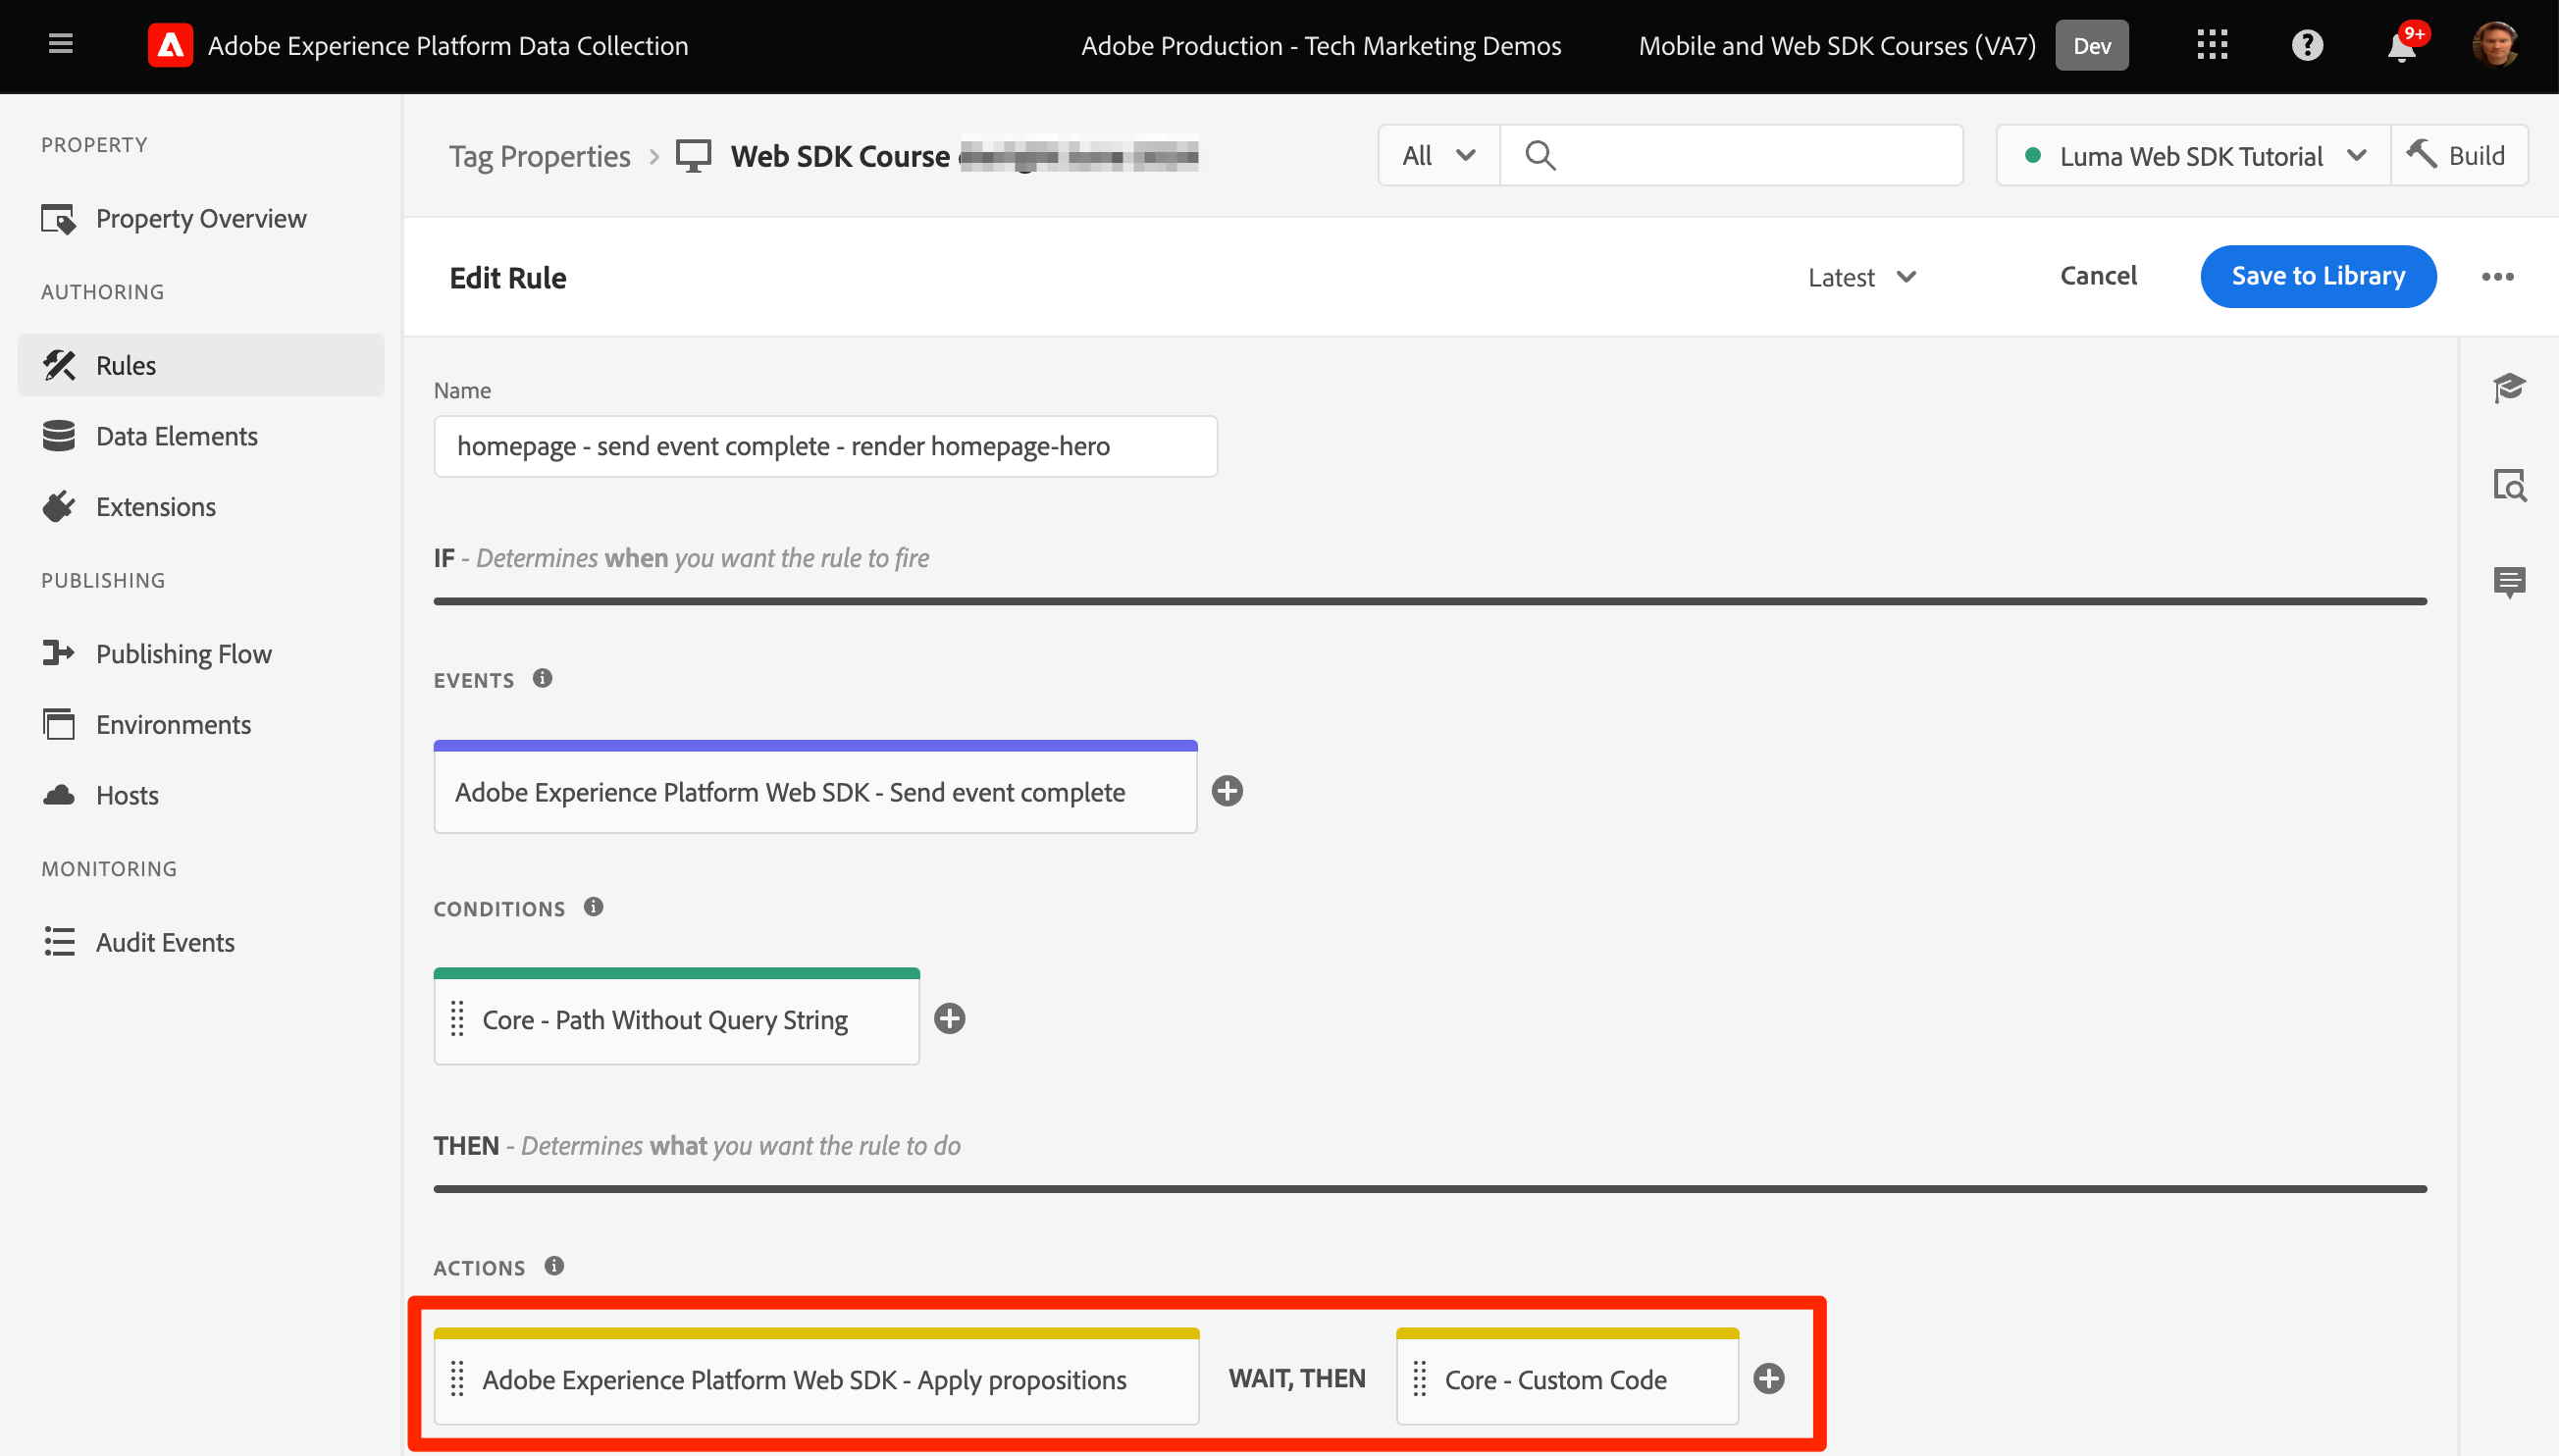 Adobe Experience Platform Data Collection
Adobe Production - Tech Marketing Demos
Mobile and Web SDK Courses (VA7)
Dev
9+
PROPERTY
Property Overview
AUTHORING
Rules
Data Elements
Extensions
PUBLISHING
Publishing Flow
Environments
Hosts
MONITORING
Audit Events
Tag Properties
Web SDK Course
All
Luma Web SDK Tutorial
Build
Edit Rule
Latest
Cancel
Save to Library
Name
homepage - send event complete - render homepage-hero
IF - Determines when you want the rule to fire
EVENTS
Adobe Experience Platform Web SDK - Send event complete
CONDITIONS
Core - Path Without Query String
THEN - Determines what you want the rule to do
ACTIONS
Adobe Experience Platform Web SDK - Apply propositions
WAIT, THEN
Core - Custom Code